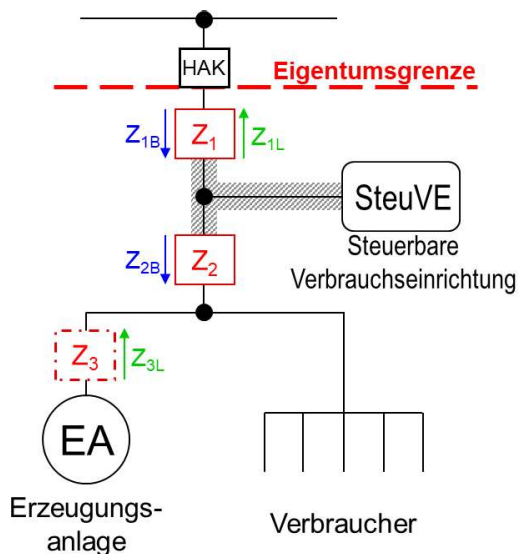 HAK
Eigentumsgrenze
Z1B
Z1
Z1L
SteuVE
Steuerbare
Verbrauchseinrichtung
Z2B
Z2
Z3
Z3L
EA
Erzeugungs-
anlage
Verbraucher